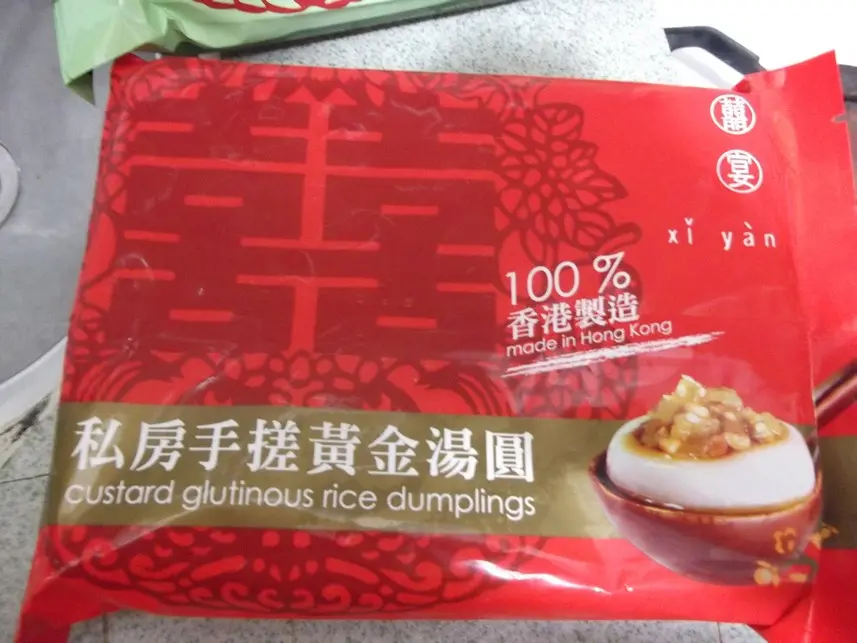 囍
宴
xǐ yàn
100 %
香港製造
made in Hong Kong
私房手搓黃金湯圓
custard glutinous rice dumplings